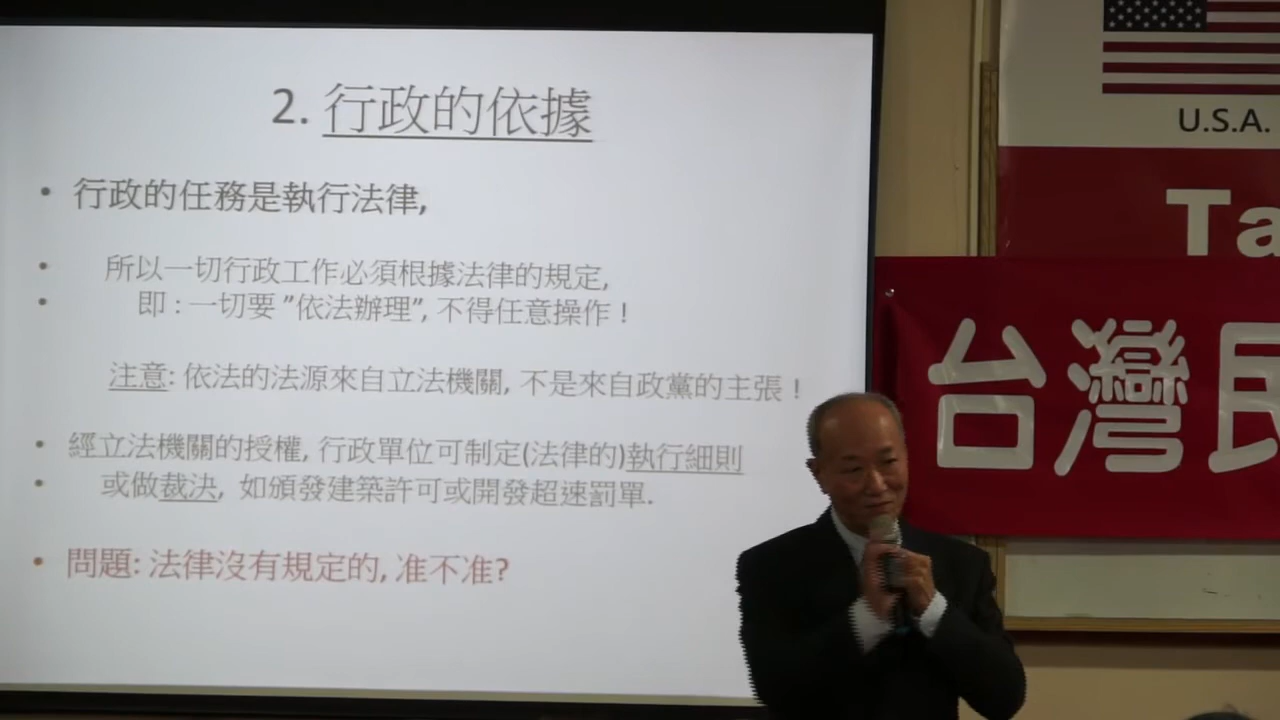 2. 行政的依據
• 行政的任務是執行法律,
• 所以一切行政工作必須根據法律的規定,
• 即 : 一切要 ”依法辦理”, 不得任意操作 !
注意: 依法的法源來自立法機關, 不是來自政黨的主張 !
• 經立法機關的授權, 行政單位可制定(法律的)執行細則
• 或做裁決, 如頒發建築許可或開發超速罰單.
• 問題: 法律沒有規定的, 准不准?
U.S.A.
Ta
台灣民